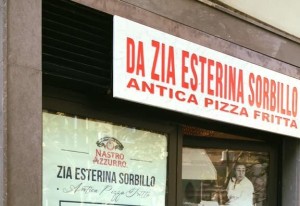 DA ZIA ESTERINA SORBILLO
ANTICA PIZZA FRITTA
NASTRO
AZZURRO
ZIA ESTERINA SORBILLO
Antica Pizza Fritta